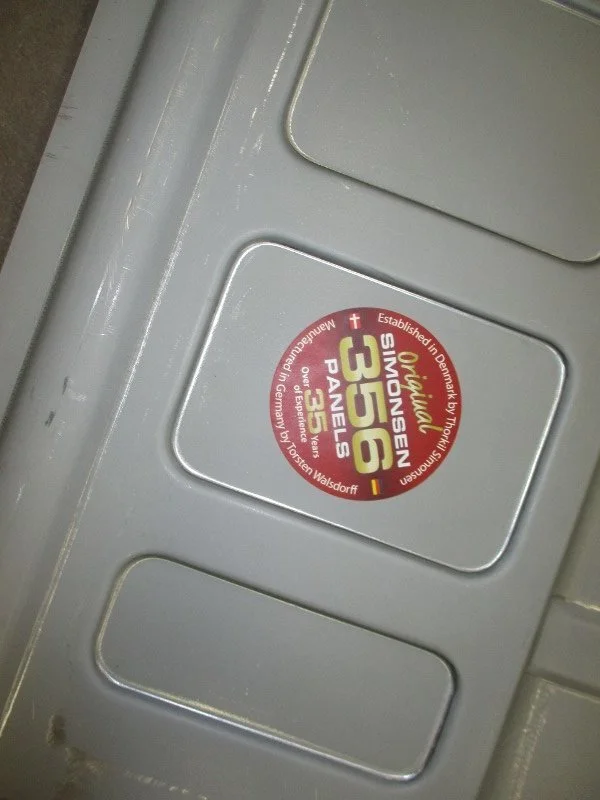 Established in Denmark by Thorkil Simonsen
original
SIMONSEN
356
PANELS
Over 35 Years
of Experience
Manufactured in Germany by Torsten Walsdorff